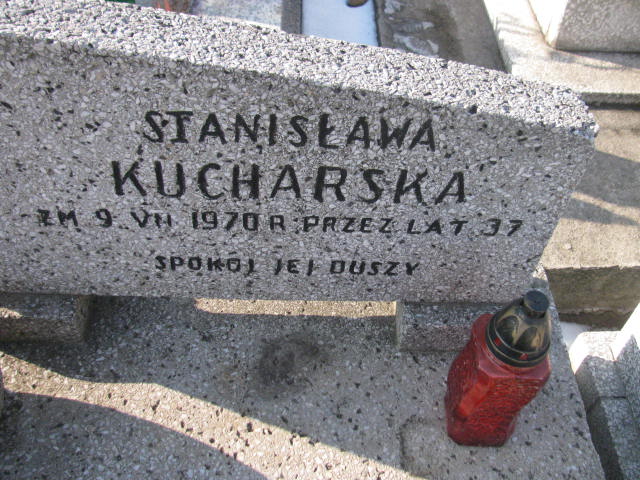 STANISŁAWA
KUCHARSKA
ZM 9 VII 1970 R. PRZEZ. LAT 37
SPOKÓJ JEJ DUSZY